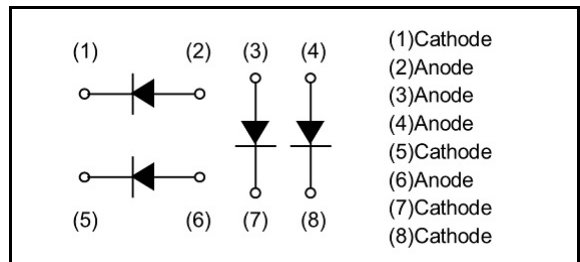 (1) (2) (3) (4)
(5) (6) (7) (8)
(1)Cathode
(2)Anode
(3)Anode
(4)Anode
(5)Cathode
(6)Anode
(7)Cathode
(8)Cathode